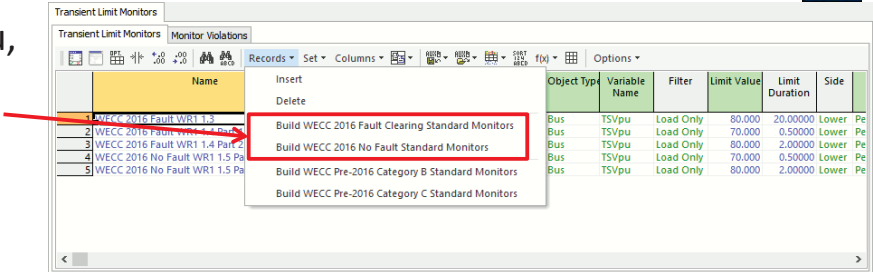 u,
Transient Limit Monitors
Transient Limit Monitors Monitor Violations
Records Set Columns f(x) Options
Name Object Type Variable Name Filter Limit Value Limit Duration Side
Insert
Delete
Build WECC 2016 Fault Clearing Standard Monitors
Build WECC 2016 No Fault Standard Monitors
Build WECC Pre-2016 Category B Standard Monitors
Build WECC Pre-2016 Category C Standard Monitors
1 WECC 2016 Fault WR1 1.3 Bus TSVpu Load Only 80.000 20.00000 Lower Pe
2 WECC 2016 Fault WR1 1.4 Part 1 Bus TSVpu Load Only 70.000 0.50000 Lower Pe
3 WECC 2016 Fault WR1 1.4 Part 2 Bus TSVpu Load Only 80.000 2.00000 Lower Pe
4 WECC 2016 No Fault WR1 1.5 Pa Bus TSVpu Load Only 70.000 0.50000 Lower Pe
5 WECC 2016 No Fault WR1 1.5 Pa Bus TSVpu Load Only 80.000 2.00000 Lower Pe